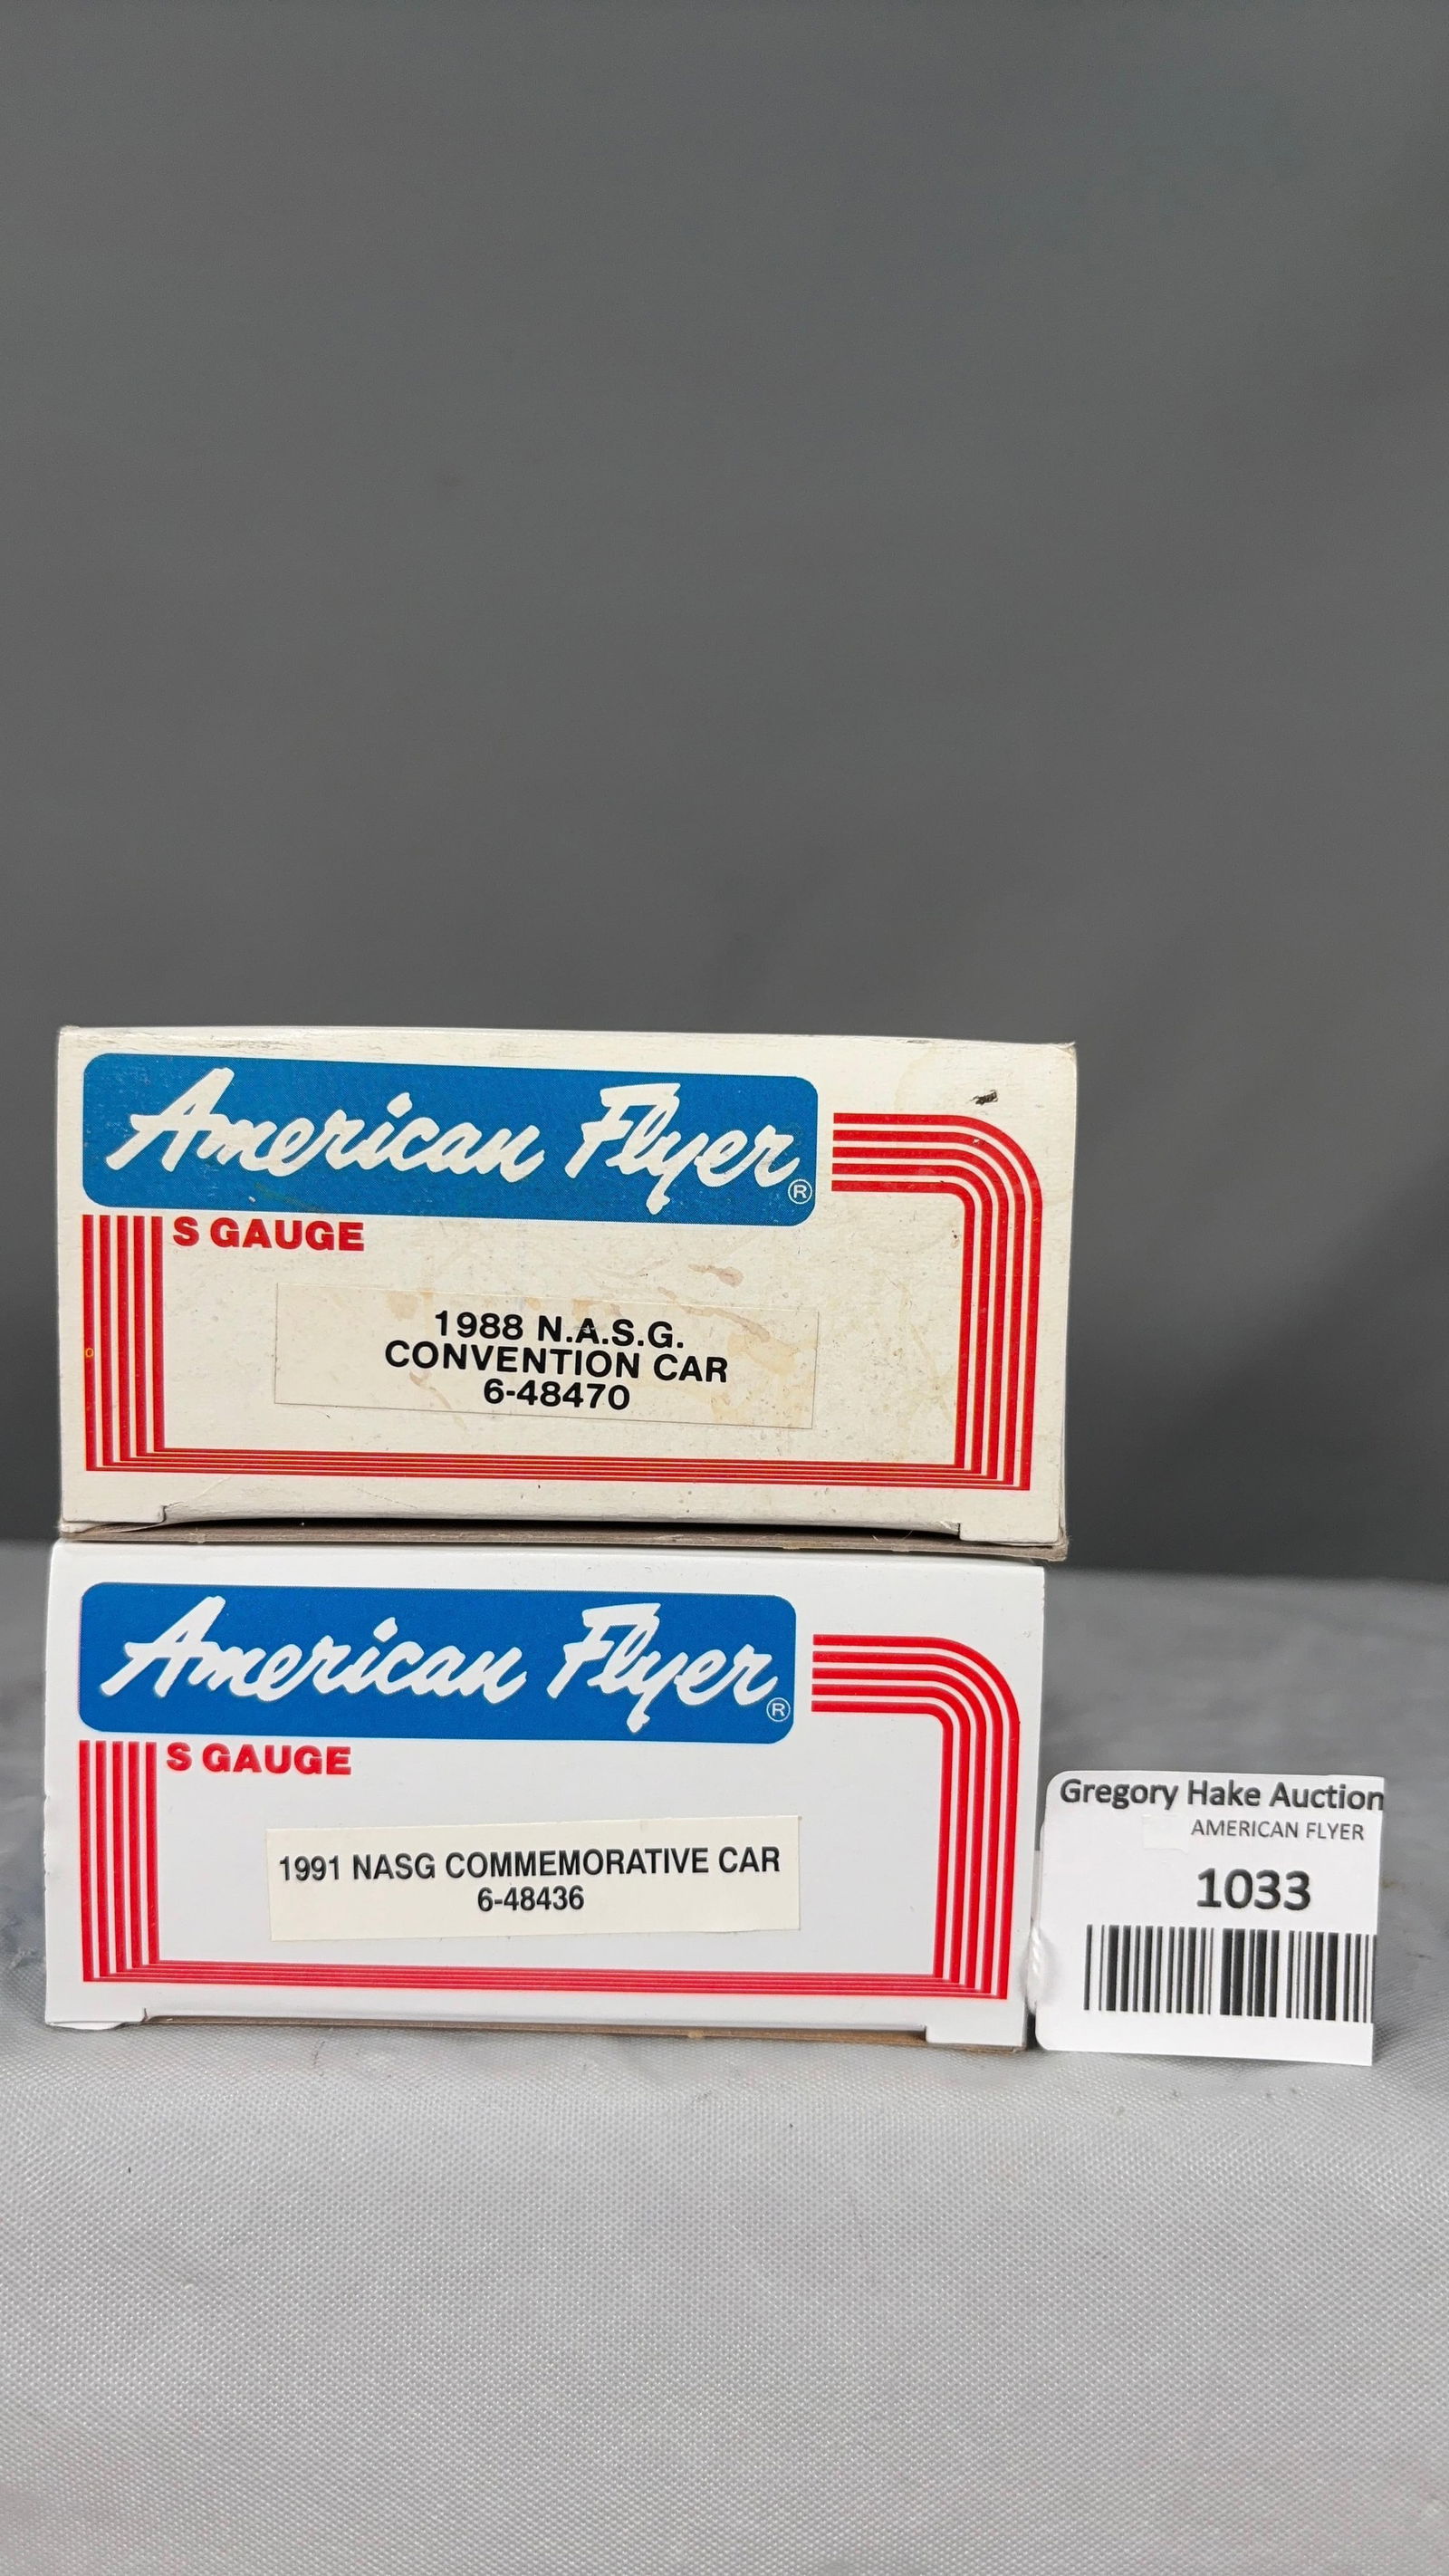 American Flyer®
S GAUGE
1988 N.A.S.G.
CONVENTION CAR
6-48470
American Flyer®
S GAUGE
1991 NASG COMMEMORATIVE CAR
6-48436
Gregory Hake Auction
AMERICAN FLYER
1033